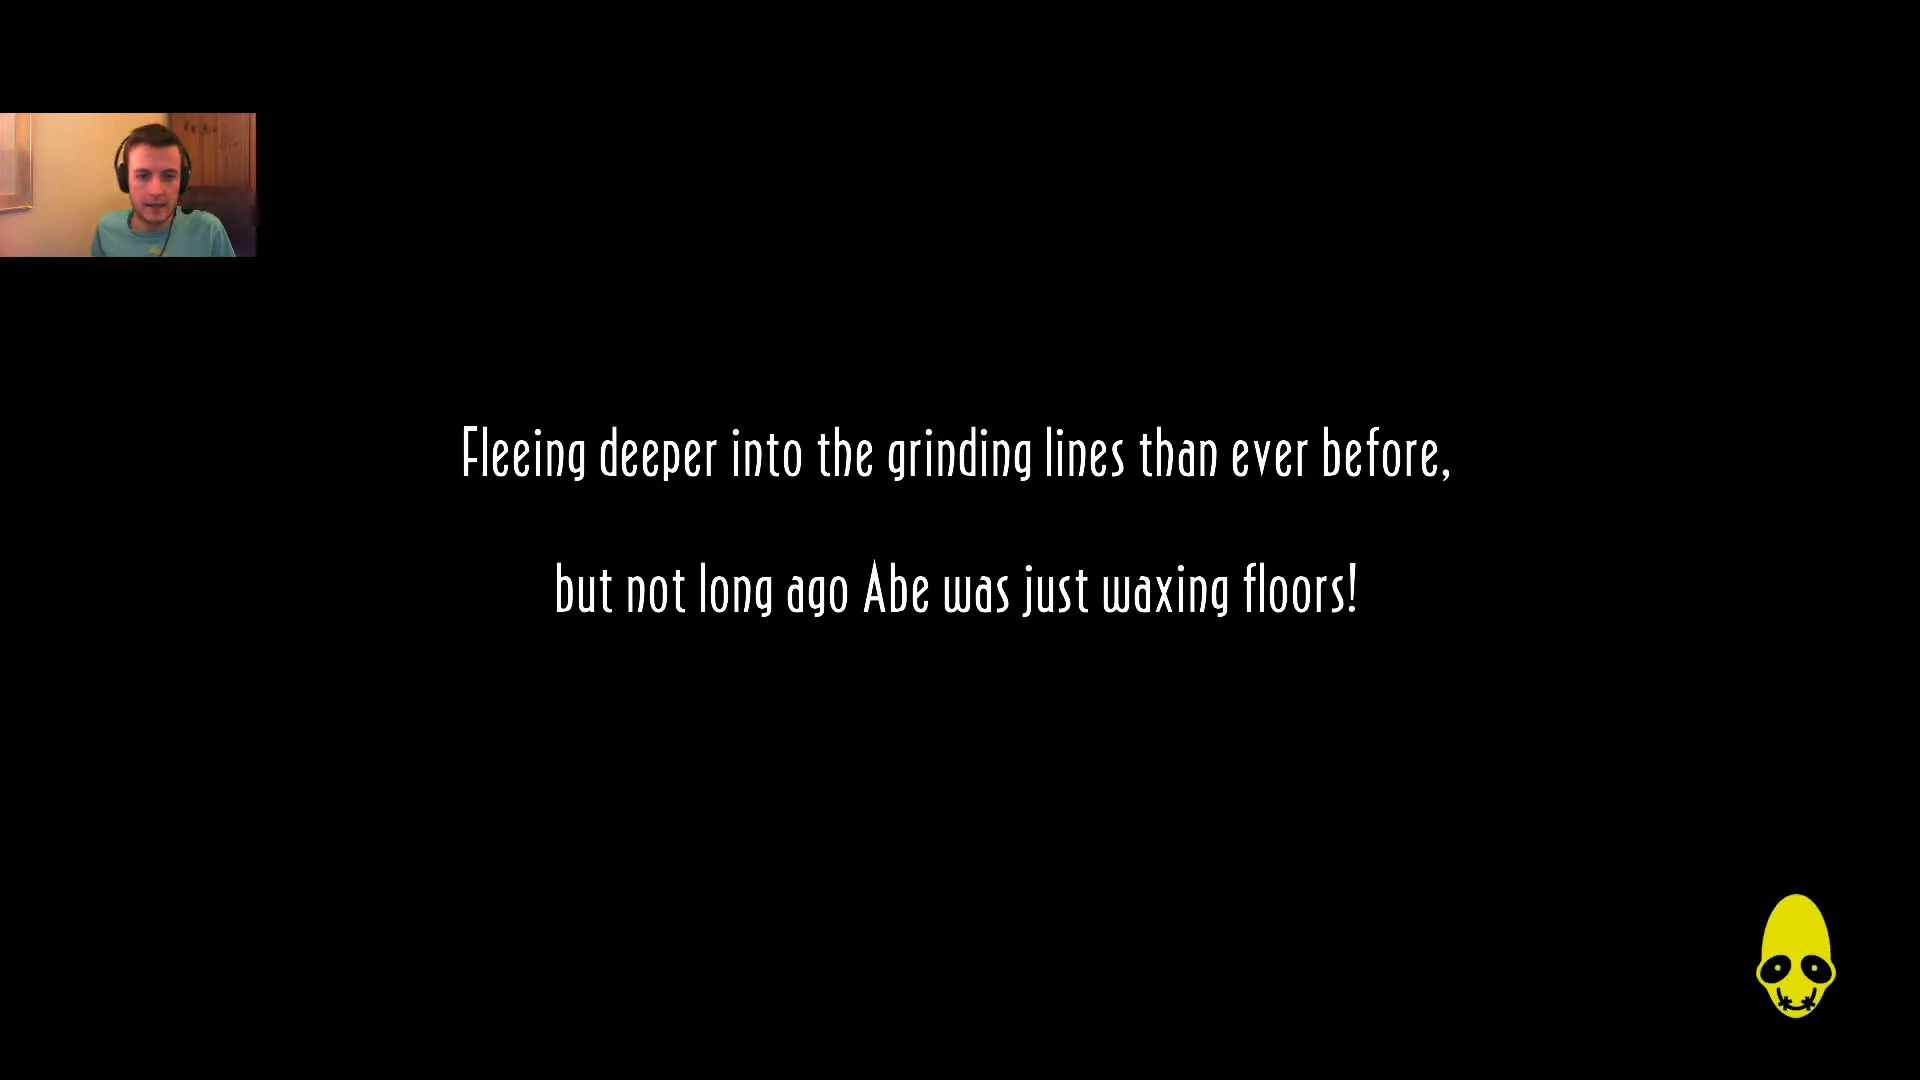 Fleeing deeper into the grinding lines than ever before,
but not long ago Abe was just waxing floors!